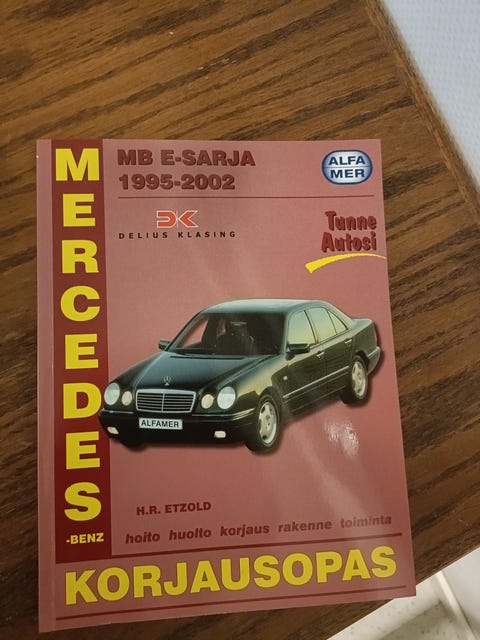 MERCEDES
-BENZ
MB E-SARJA
1995-2002
ALFA
MER
DK
DELIUS KLASING
Tunne
Autosi
ALFAMER
H.R. ETZOLD
hoito huolto korjaus rakenne toiminta
KORJAUSOPAS